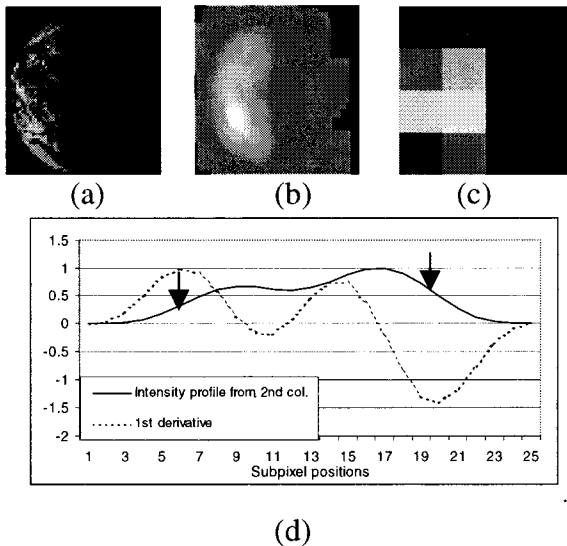 (a)
(b)
(c)
1.5
1
0.5
0
-0.5
-1
-1.5
-2
Intensity profile from, 2nd col.
1st derivative
1 3 5 7 9 11 13 15 17 19 21 23 25
Subpixel positions
(d)